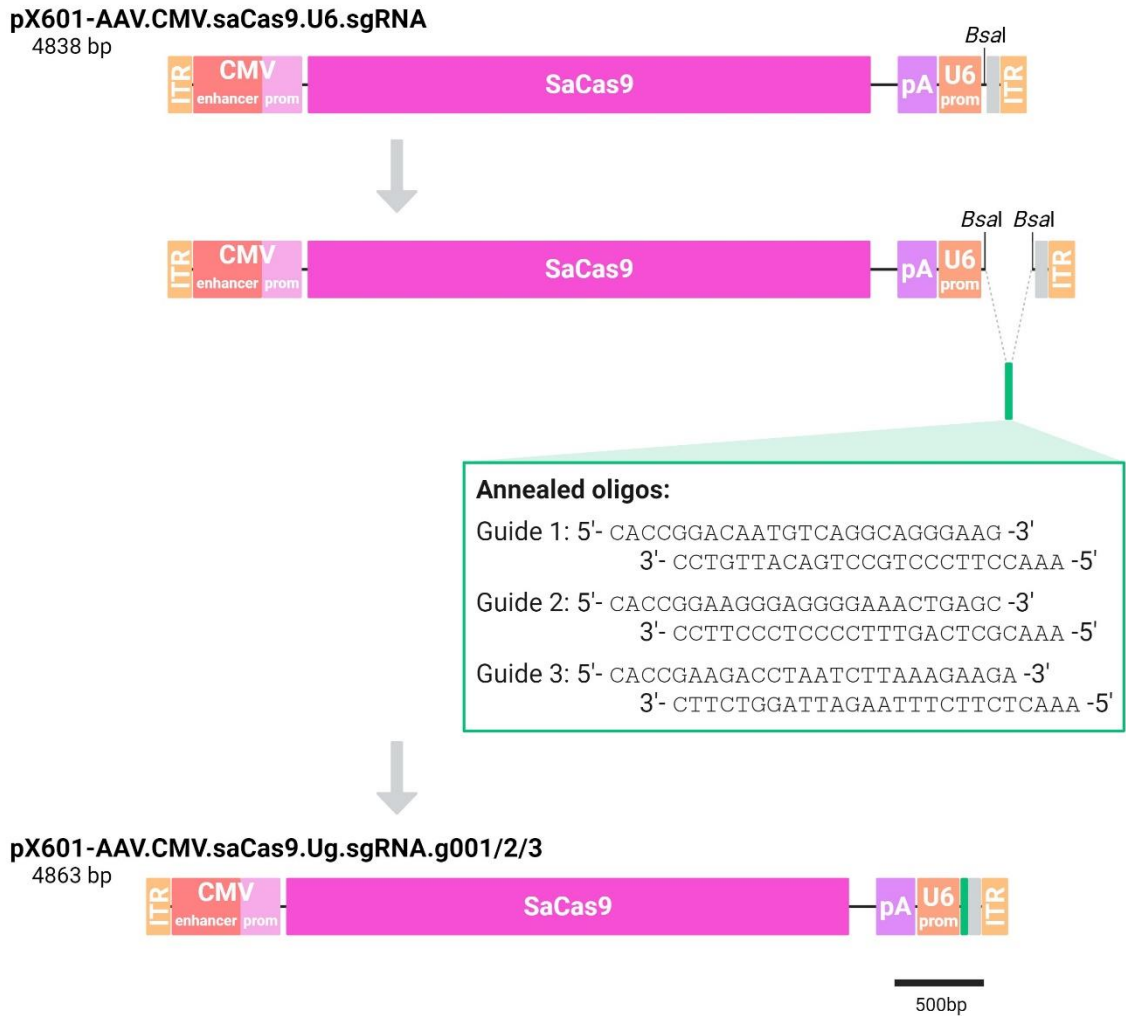 pX601-AAV.CMV.saCas9.U6.sgRNA
4838 bp
BsaI
ITR CMV enhancer prom SaCas9 pA U6 prom ITR
BsaI BsaI
ITR CMV enhancer prom SaCas9 pA U6 prom ITR
Annealed oligos:
Guide 1: 5'- CACCGGACAATGTCAGGCAGGGAAG -3'
3'- CCTGTTACAGTCCGTCCCTTCCAAA -5'
Guide 2: 5'- CACCGGAAGGGAGGGGAAACTGAGC -3'
3'- CCTTCCCTCCCCTTTGACTCGCAAA -5'
Guide 3: 5'- CACCGAAGACCTAATCTTAAAGAAGA -3'
3'- CTTCTGGATTAGAATTTCTTCTCAAA -5'
pX601-AAV.CMV.saCas9.Ug.sgRNA.g001/2/3
4863 bp
ITR CMV enhancer prom SaCas9 pA U6 prom ITR
500bp